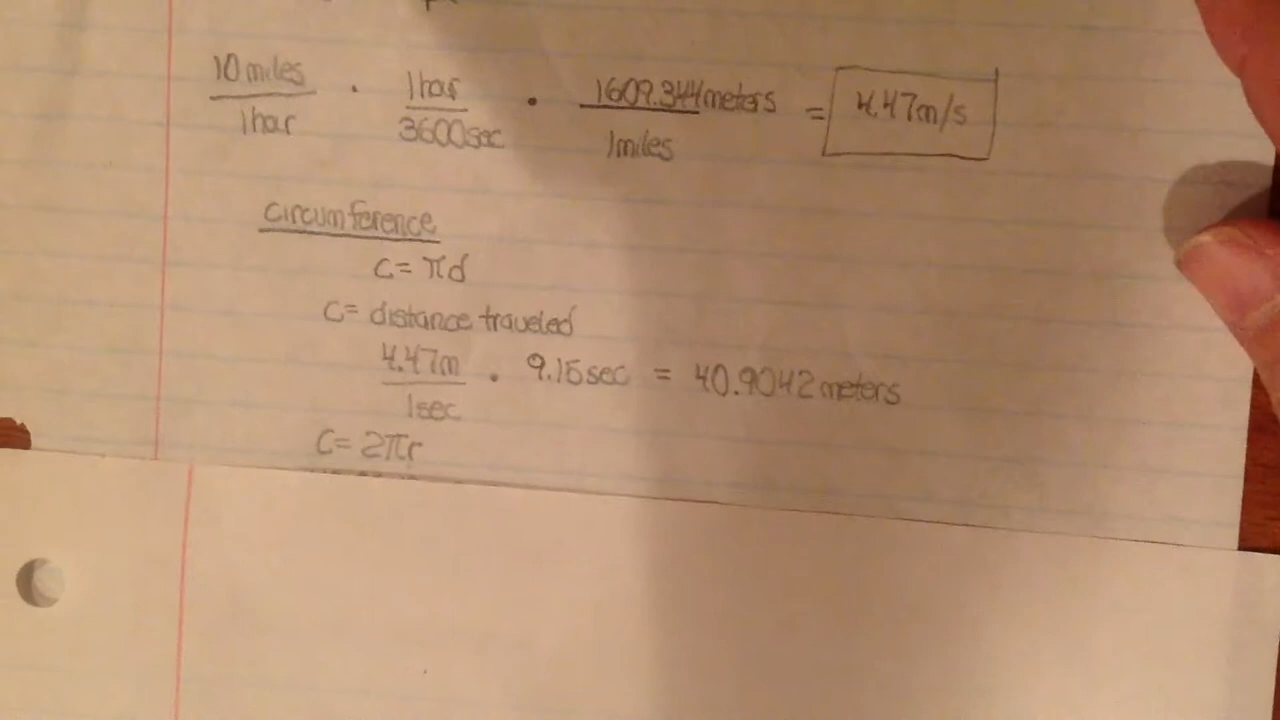 10 miles / 1 hour · 1 hour / 3600 sec · 1609.344 meters / 1 miles = 4.47 m/s
circumference
C = πd
C = distance traveled
4.47m / 1 sec · 9.15 sec = 40.9042 meters
C = 2πr